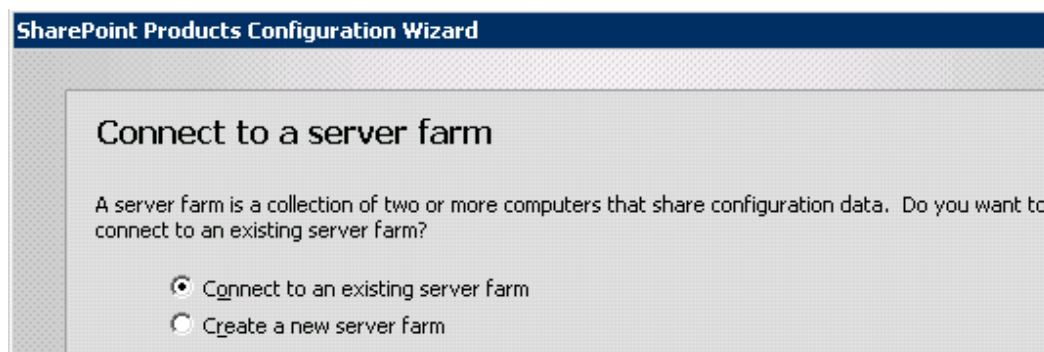 SharePoint Products Configuration Wizard
Connect to a server farm
A server farm is a collection of two or more computers that share configuration data. Do you want to
connect to an existing server farm?
Connect to an existing server farm
Create a new server farm